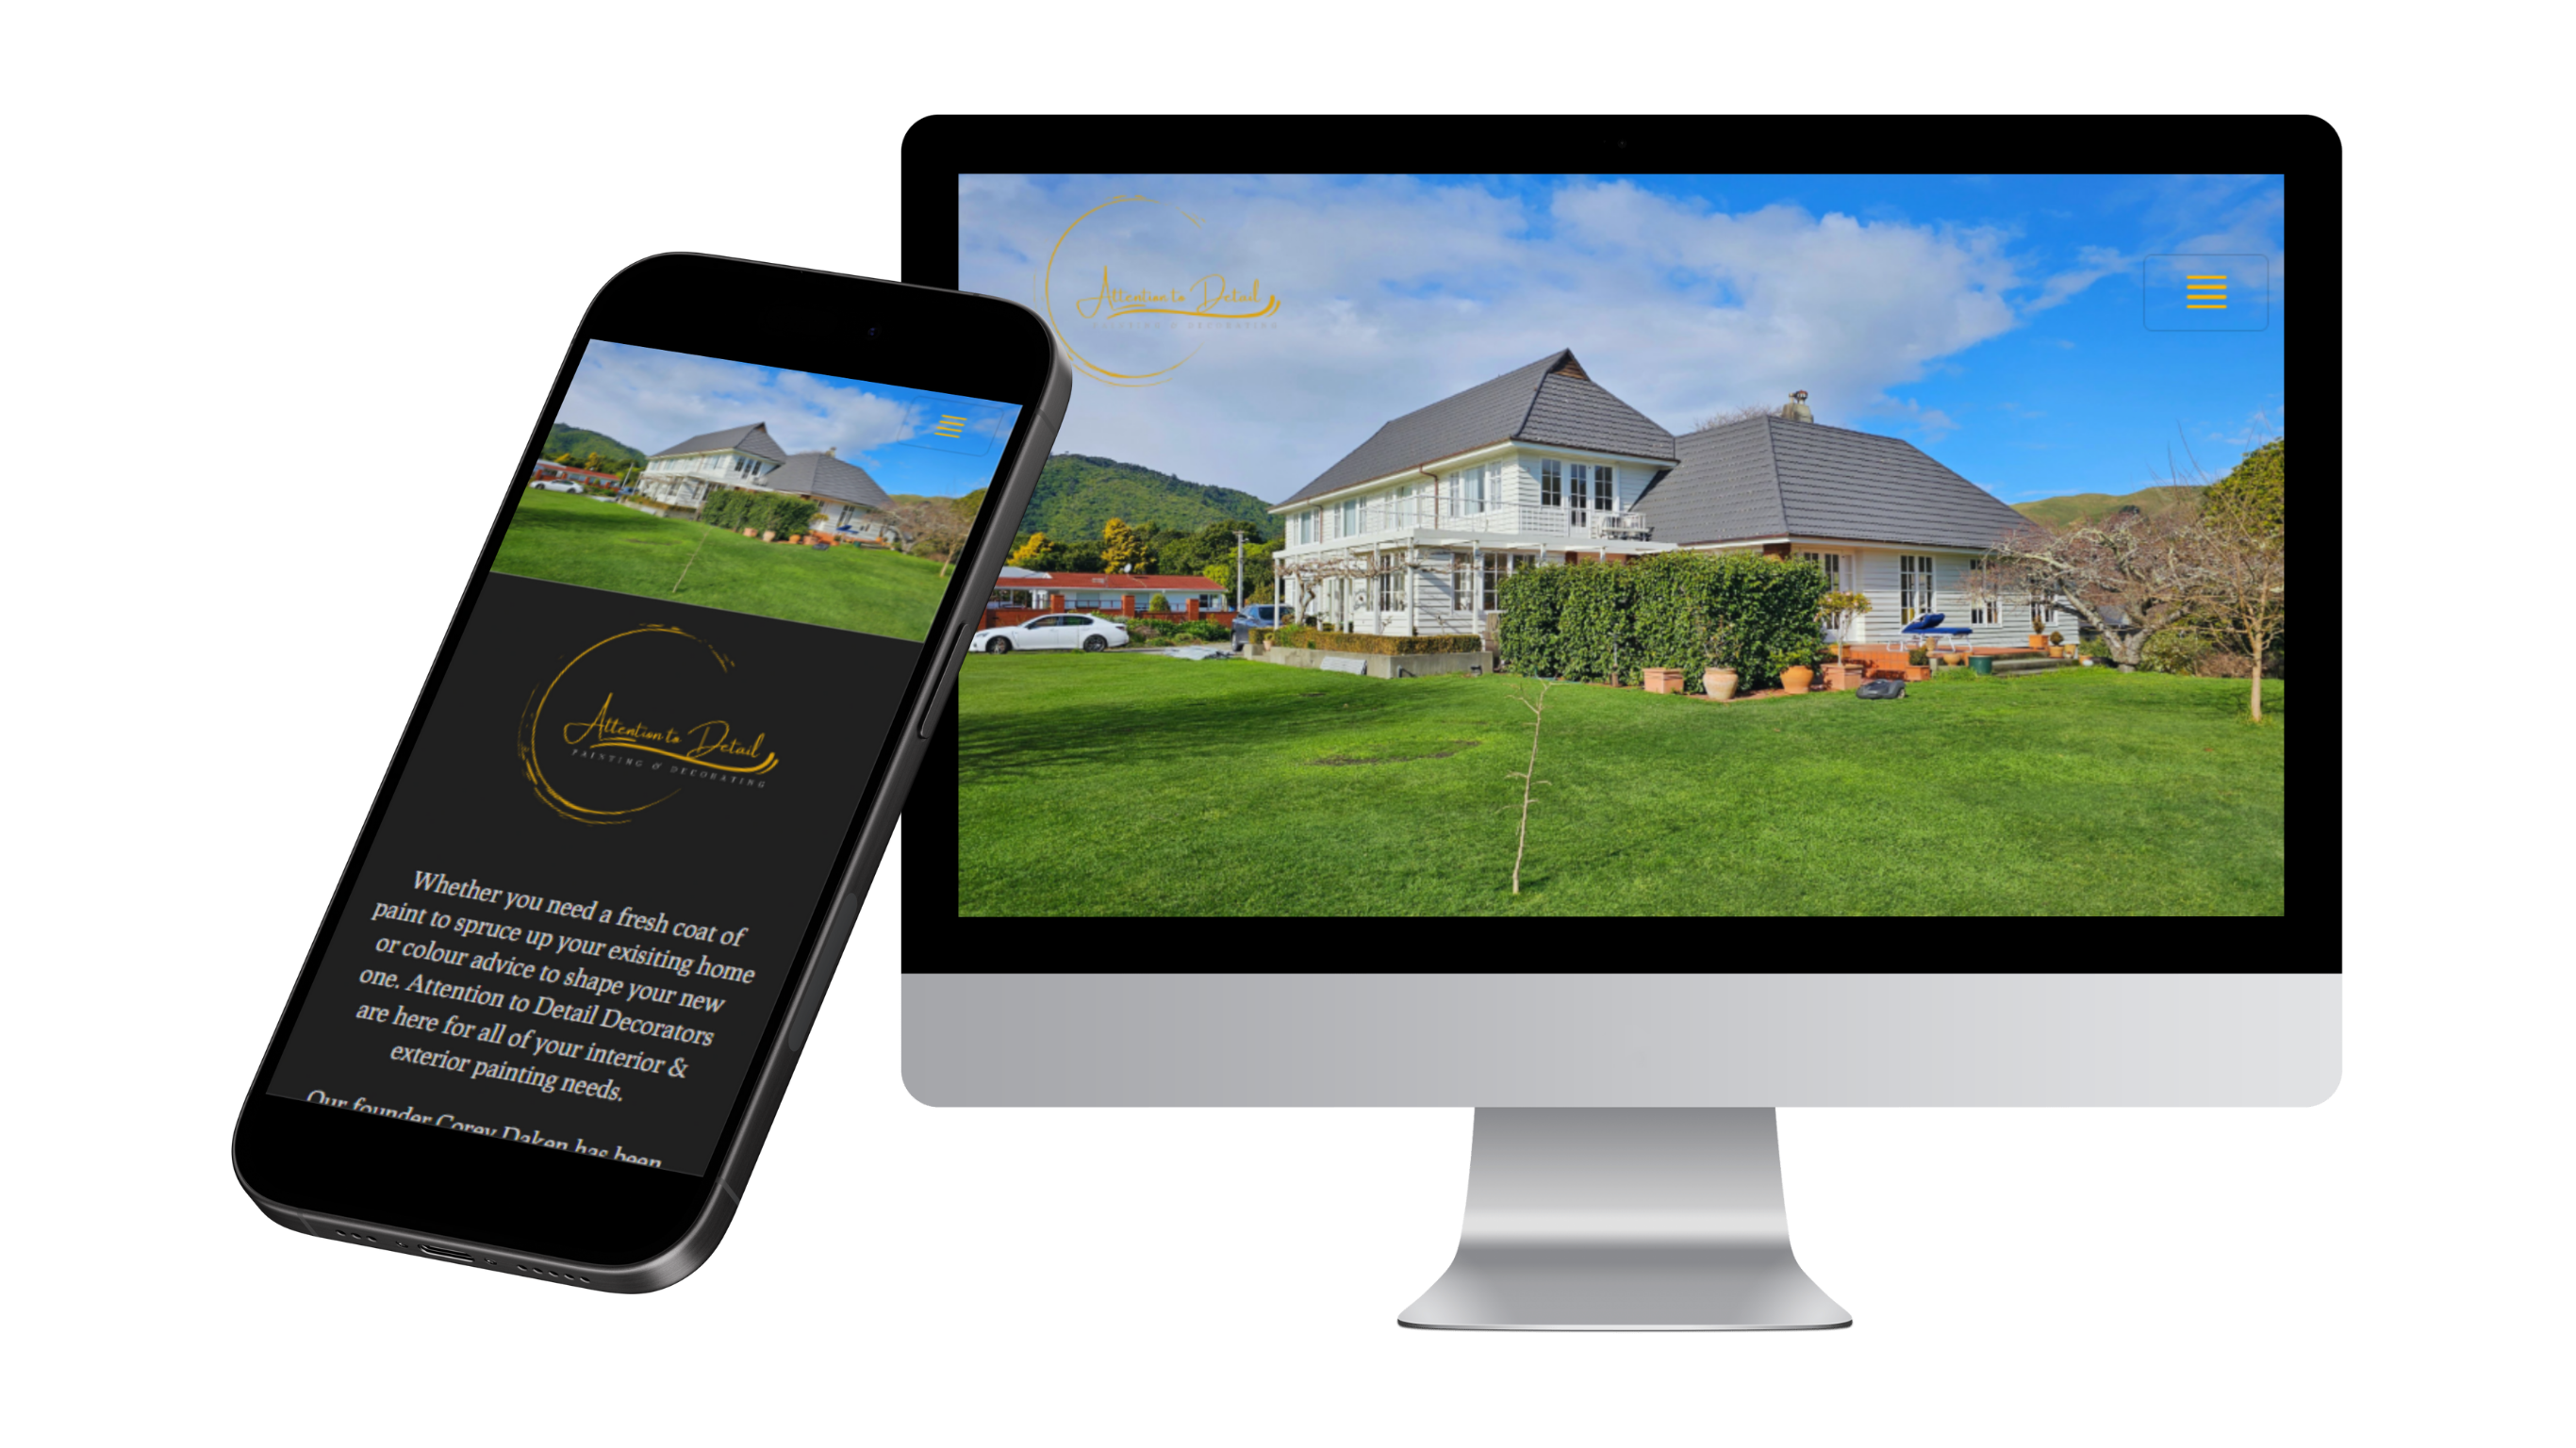 Attention to Detail
PAINTING & DECORATING
Attention to Detail
PAINTING & DECORATING
Whether you need a fresh coat of
paint to spruce up your exisiting home
or colour advice to shape your new
one. Attention to Detail Decorators
are here for all of your interior &
exterior painting needs.
Our founder Corey Daken has been